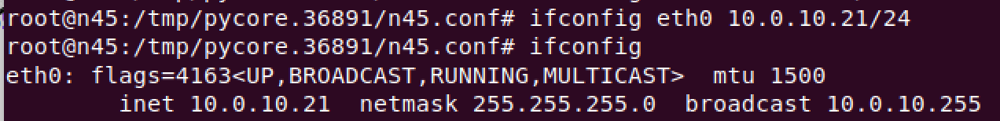 root@n45:/tmp/pycore.36891/n45.conf# ifconfig eth0 10.0.10.21/24
root@n45:/tmp/pycore.36891/n45.conf# ifconfig
eth0: flags=4163<UP,BROADCAST,RUNNING,MULTICAST>  mtu 1500
        inet 10.0.10.21  netmask 255.255.255.0  broadcast 10.0.10.255